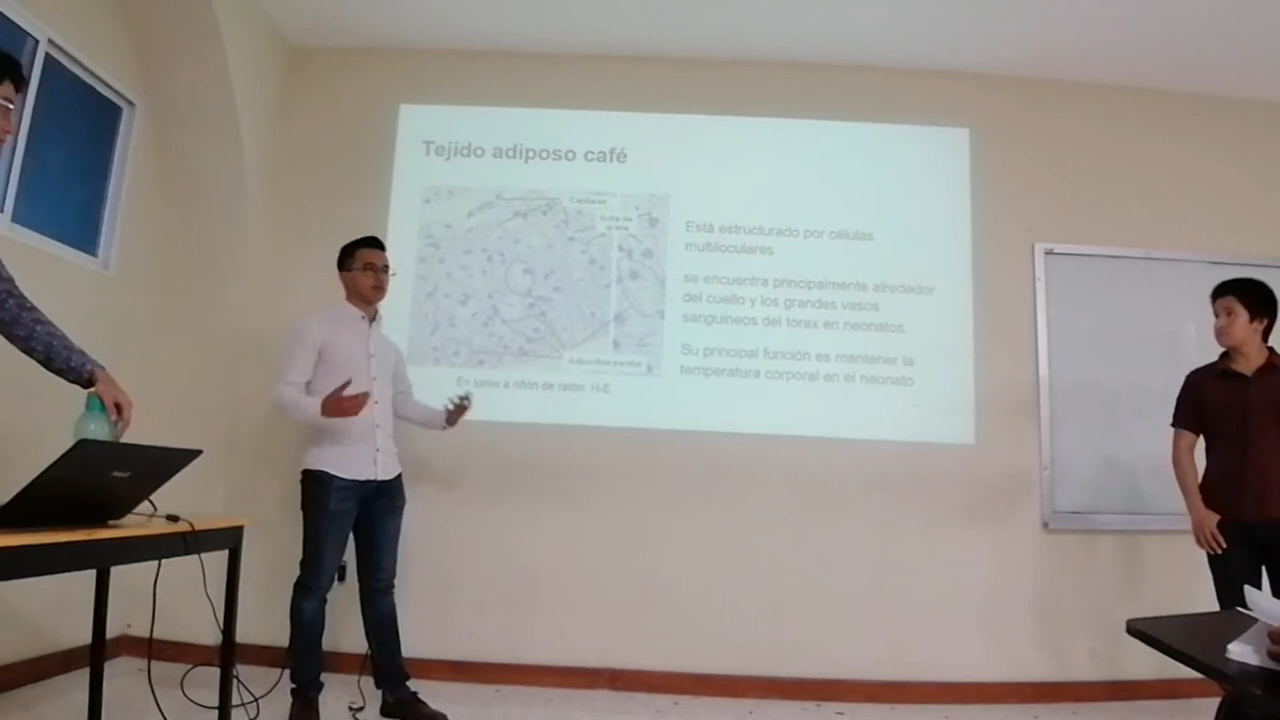 Tejido adiposo café
Capilares
Gota de
grasa
Está estructurado por células
multiloculares
se encuentra principalmente alrededor
del cuello y los grandes vasos
sanguineos del torax en neonatos
Su principal función es mantener la
temperatura corporal en el neonato
Adipocitos pardos
En torno a riñón de ratón. H-E